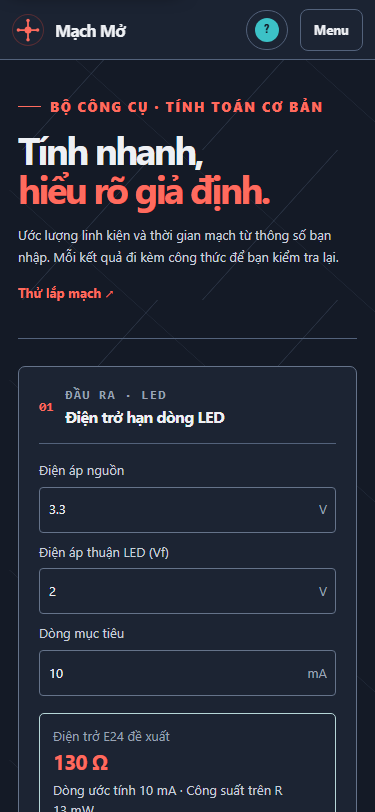 Mạch Mở
?
Menu
BỘ CÔNG CỤ · TÍNH TOÁN CƠ BẢN
Tính nhanh,
hiểu rõ giả định.
Ước lượng linh kiện và thời gian mạch từ thông số bạn
nhập. Mỗi kết quả đi kèm công thức để bạn kiểm tra lại.
Thử lắp mạch ↗
01
ĐẦU RA · LED
Điện trở hạn dòng LED
Điện áp nguồn
3.3 V
Điện áp thuận LED (Vf)
2 V
Dòng mục tiêu
10 mA
Điện trở E24 đề xuất
130 Ω
Dòng ước tính 10 mA · Công suất trên R
13 mW